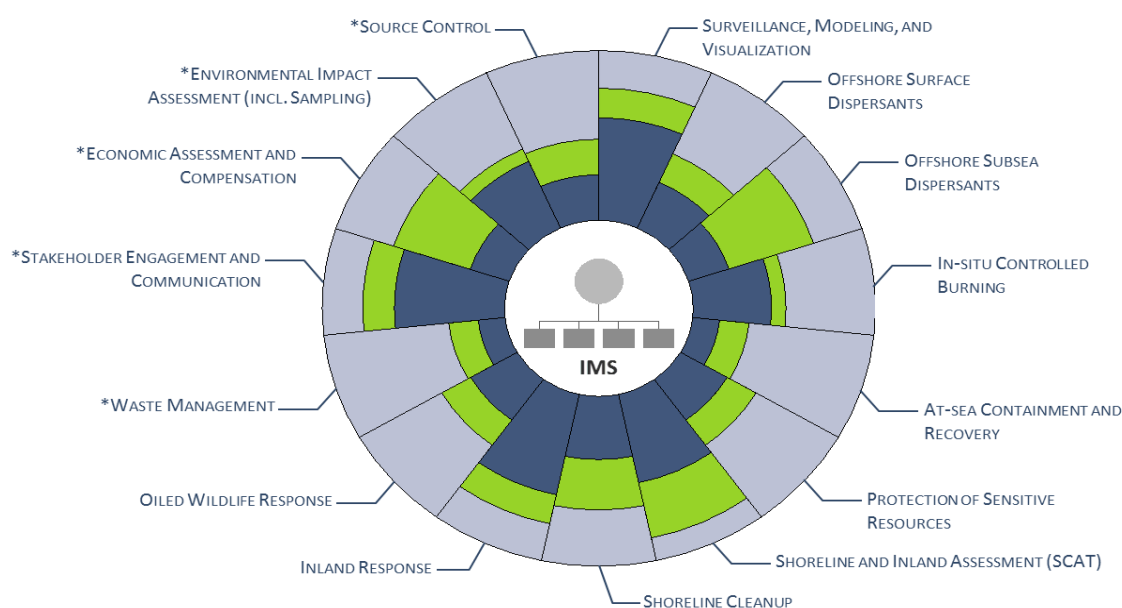 *Source Control
Surveillance, Modeling, and
Visualization
*Environmental Impact
Assessment (incl. Sampling)
Offshore Surface
Dispersants
*Economic Assessment and
Compensation
Offshore Subsea
Dispersants
*Stakeholder Engagement and
Communication
In-situ Controlled
Burning
IMS
*Waste Management
At-sea Containment and
Recovery
Oiled Wildlife Response
Protection of Sensitive
Resources
Inland Response
Shoreline and Inland Assessment (SCAT)
Shoreline Cleanup